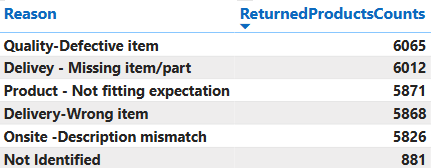 Reason ReturnedProductsCounts
Quality-Defective item 6065
Delivey - Missing item/part 6012
Product - Not fitting expectation 5871
Delivery-Wrong item 5868
Onsite -Description mismatch 5826
Not Identified 881